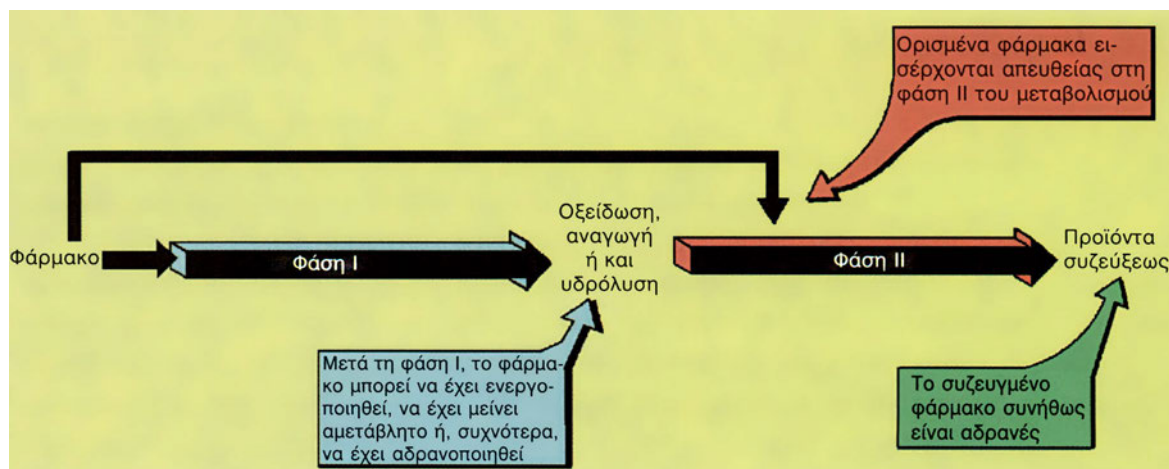 Ορισμένα φάρμακα ει-
σέρχονται απευθείας στη
φάση ΙΙ του μεταβολισμού
Φάρμακο
Φάση Ι
Οξείδωση,
αναγωγή
ή και
υδρόλυση
Φάση ΙΙ
Προϊόντα
συζεύξεως
Μετά τη φάση Ι, το φάρμα-
κο μπορεί να έχει ενεργο-
ποιηθεί, να έχει μείνει
αμετάβλητο ή, συχνότερα,
να έχει αδρανοποιηθεί
Το συζευγμένο
φάρμακο συνήθως
είναι αδρανές